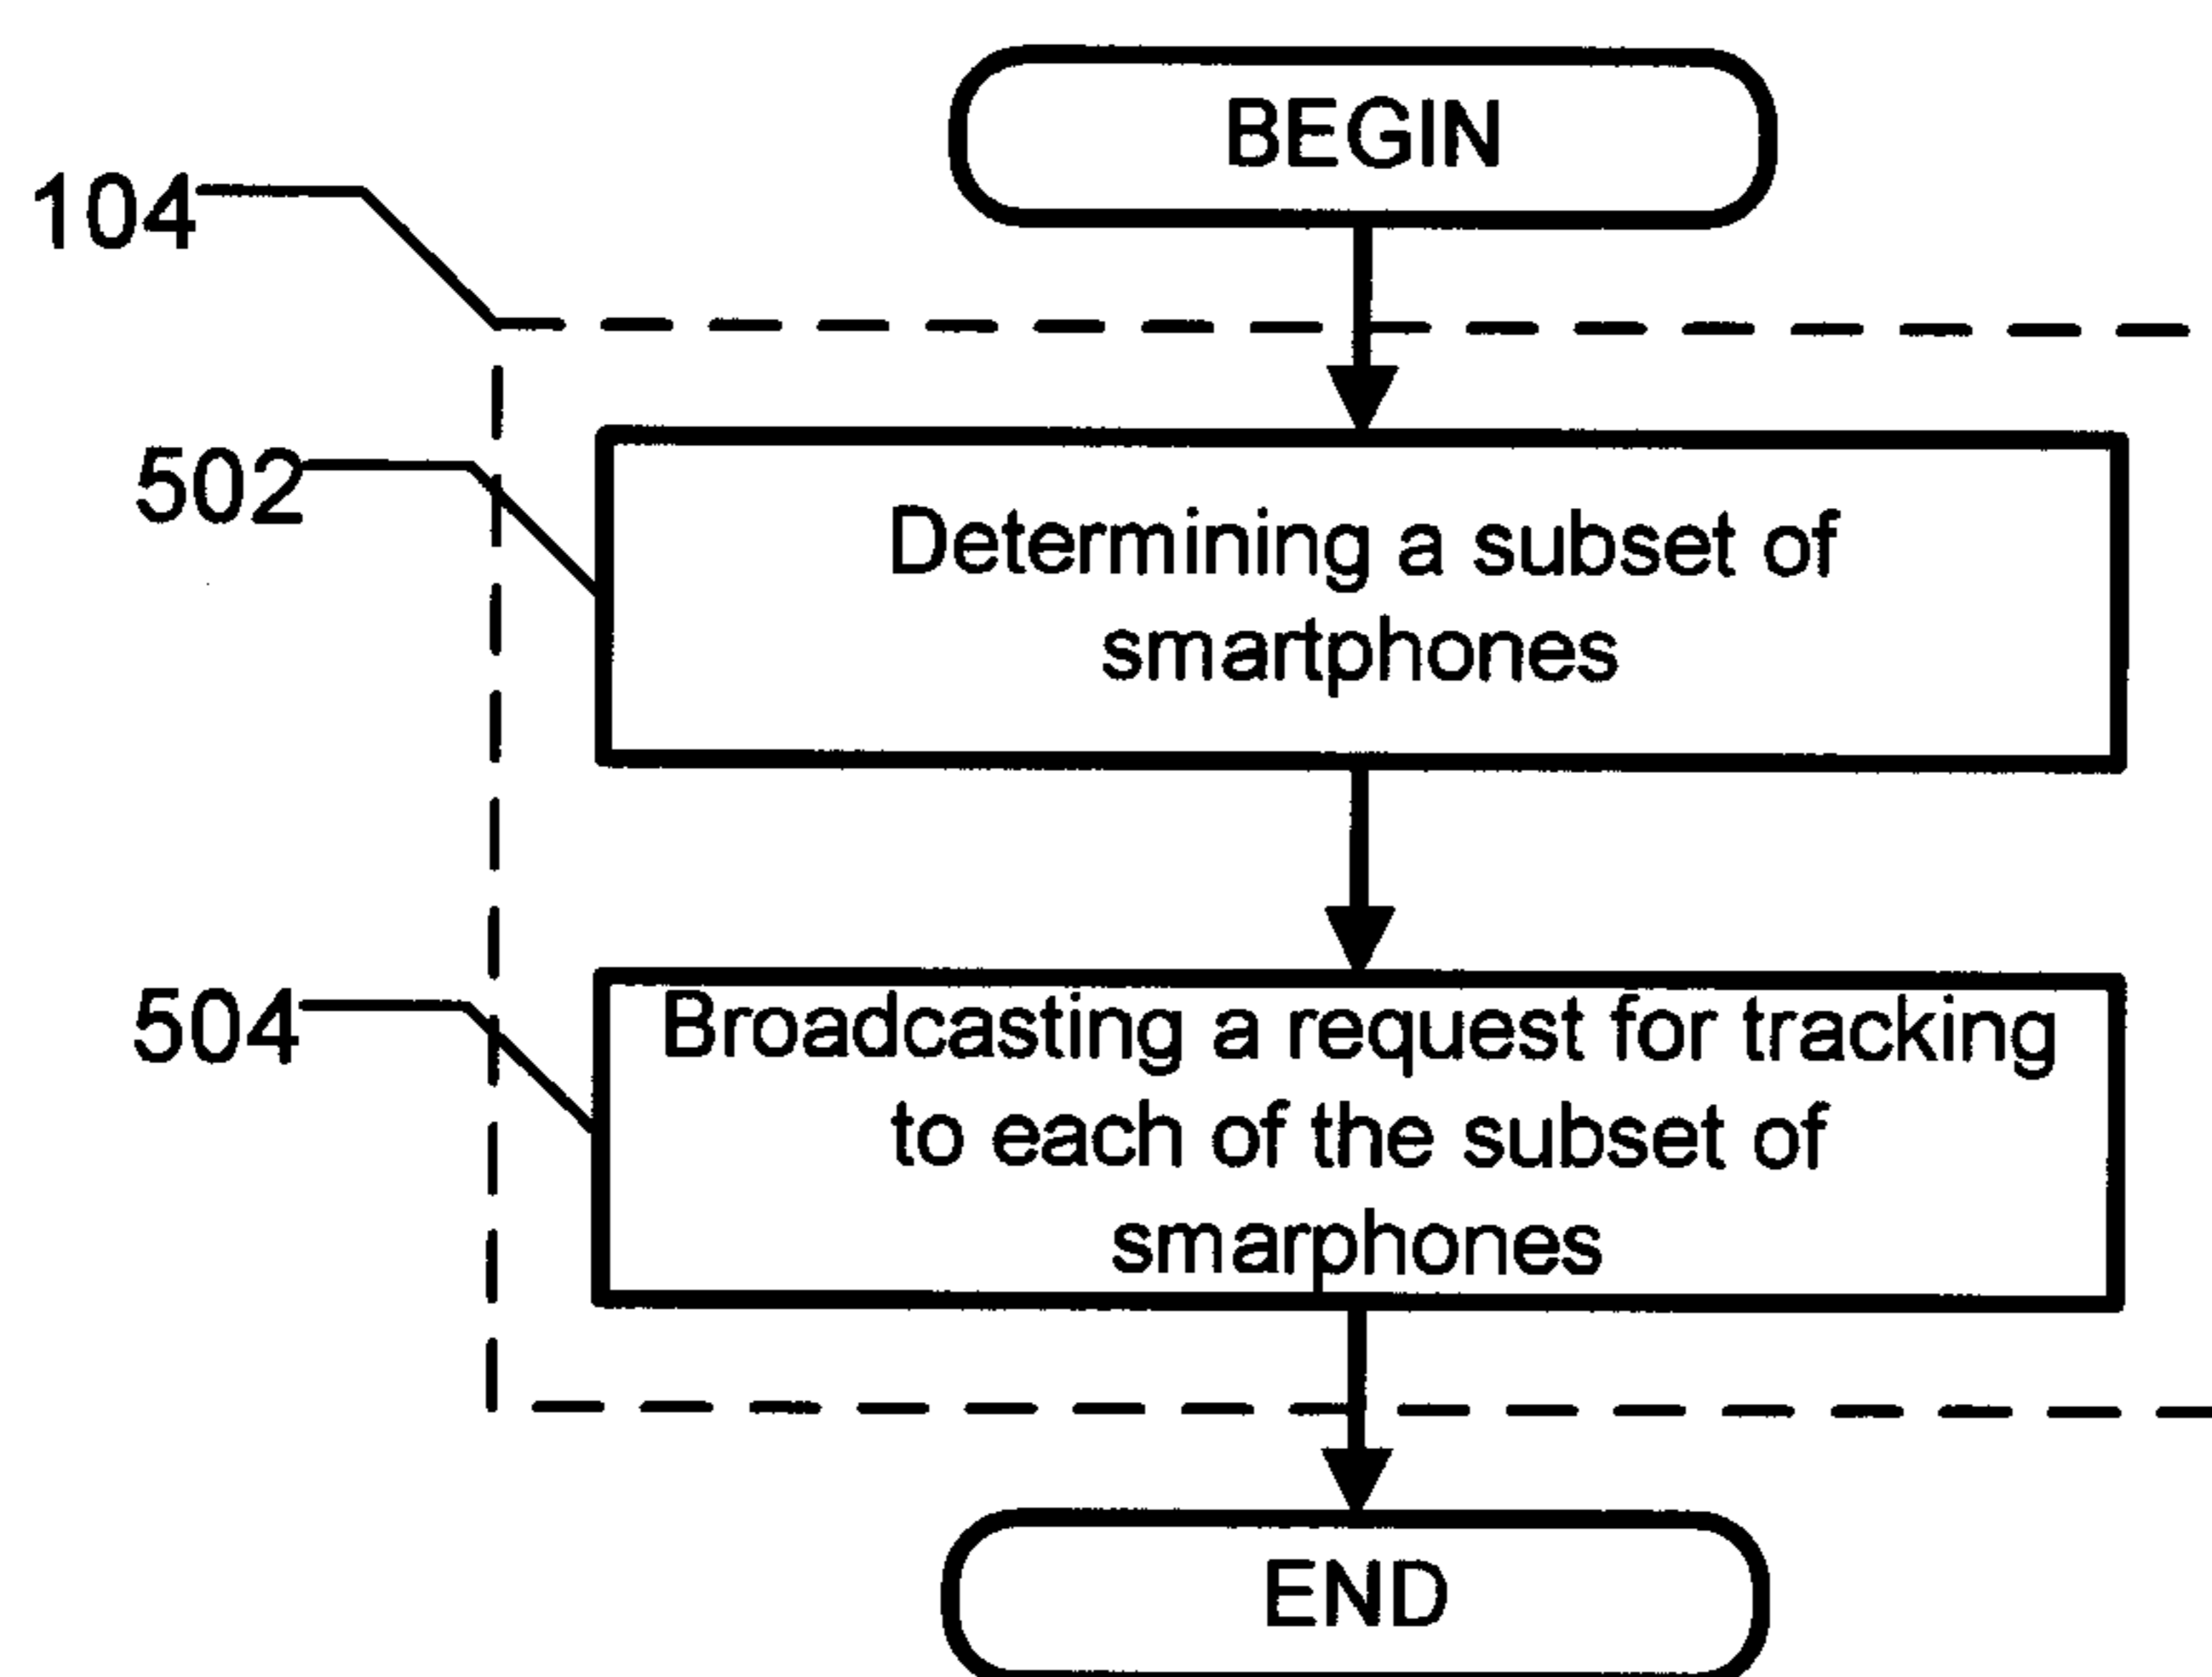 BEGIN
104
502
Determining a subset of
smartphones
504
Broadcasting a request for tracking
to each of the subset of
smarphones
END